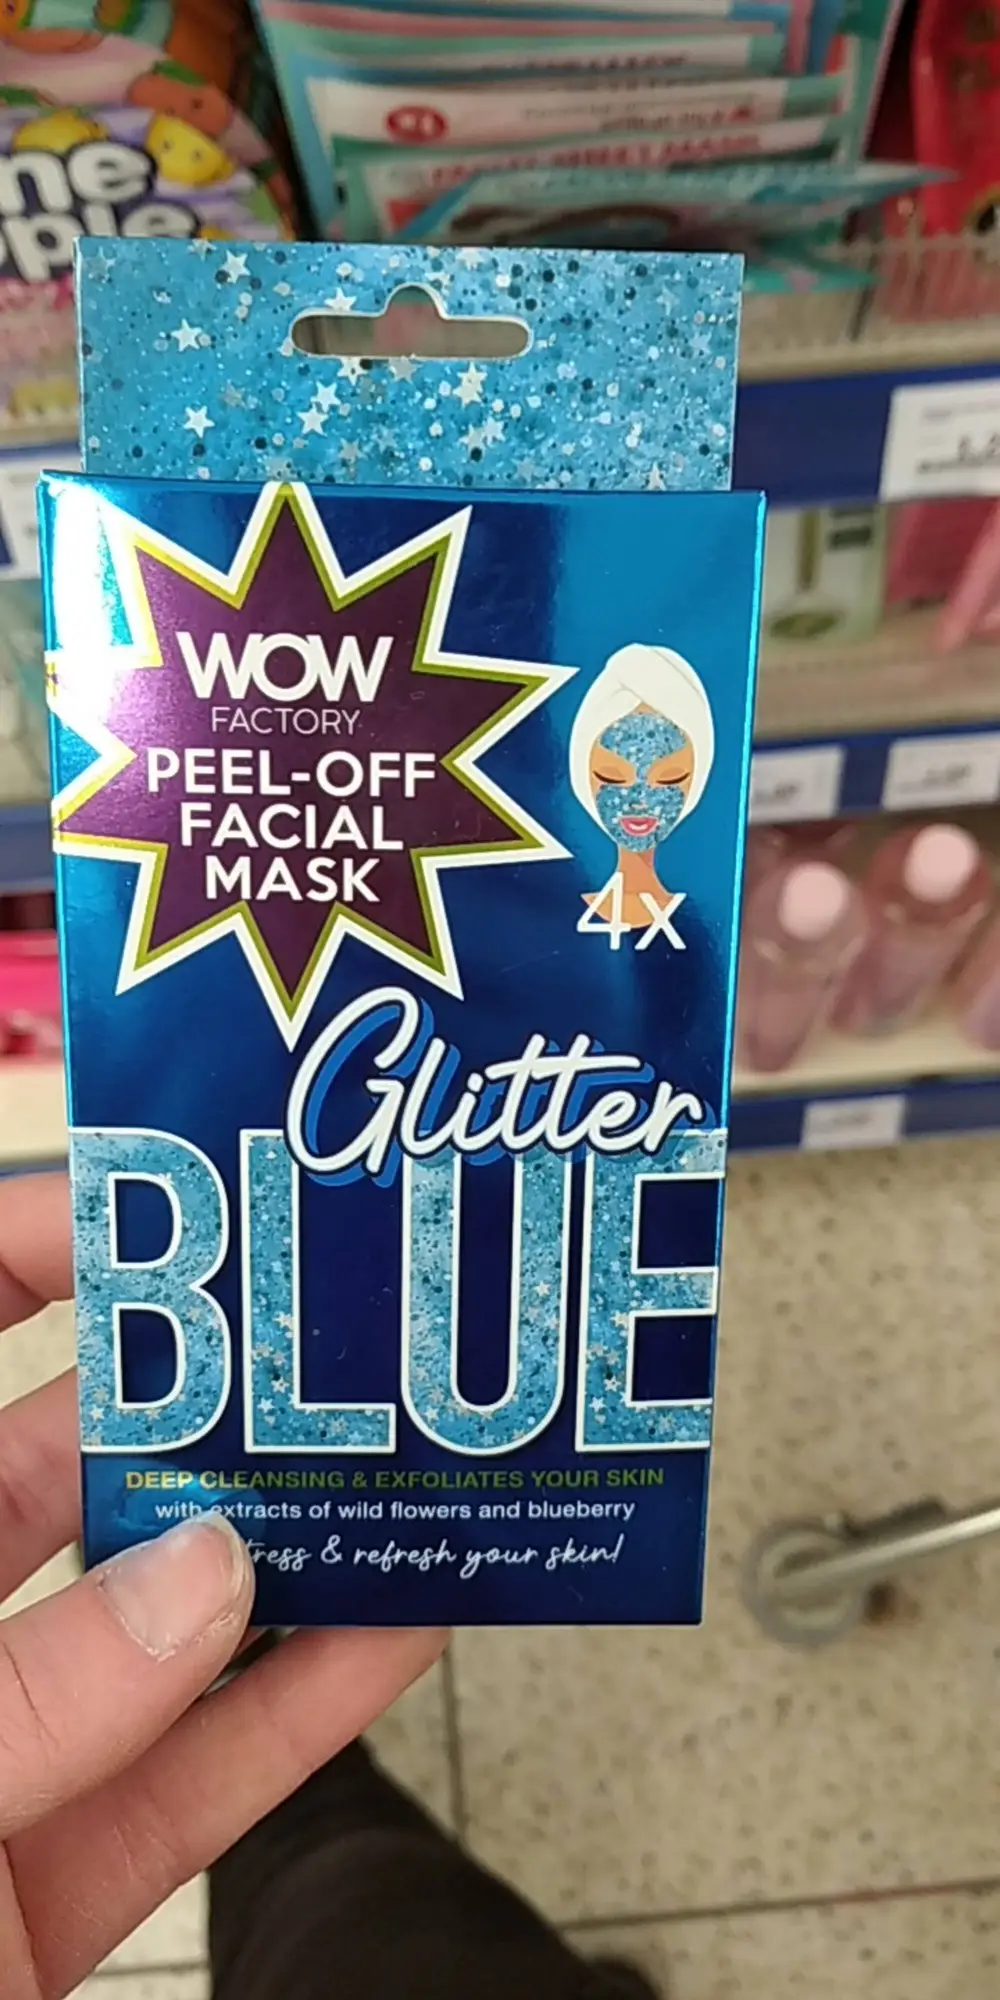 WOW
FACTORY
PEEL-OFF
FACIAL
MASK
4x
Glitter
BLUE
DEEP CLEANSING & EXFOLIATES YOUR SKIN
with extracts of wild flowers and blueberry
& refresh your skin!